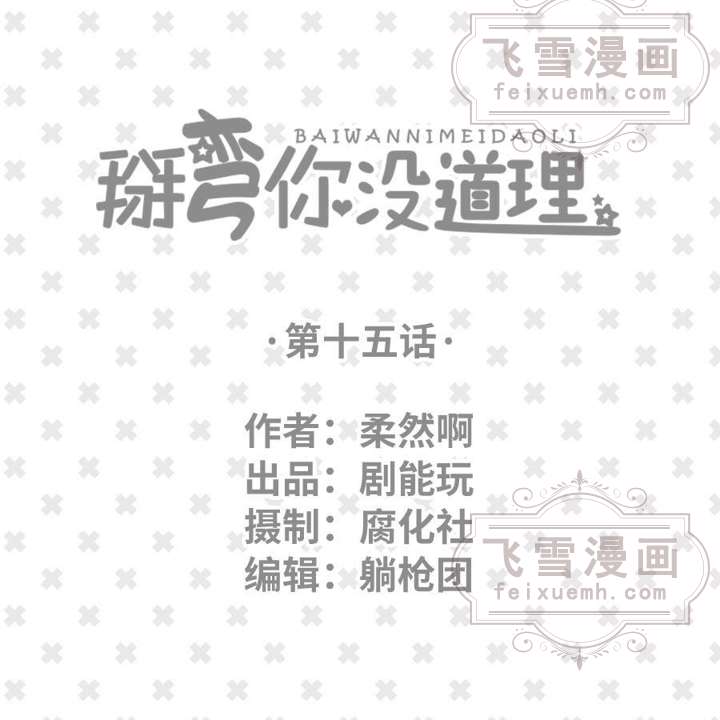 飞雪漫画
feixuemh.com
BAIWANNIMEIDAOLI
掰弯你没道理
·第十五话·
作者：柔然啊
出品：剧能玩
摄制：腐化社
编辑：躺枪团
飞雪漫画
feixuemh.com